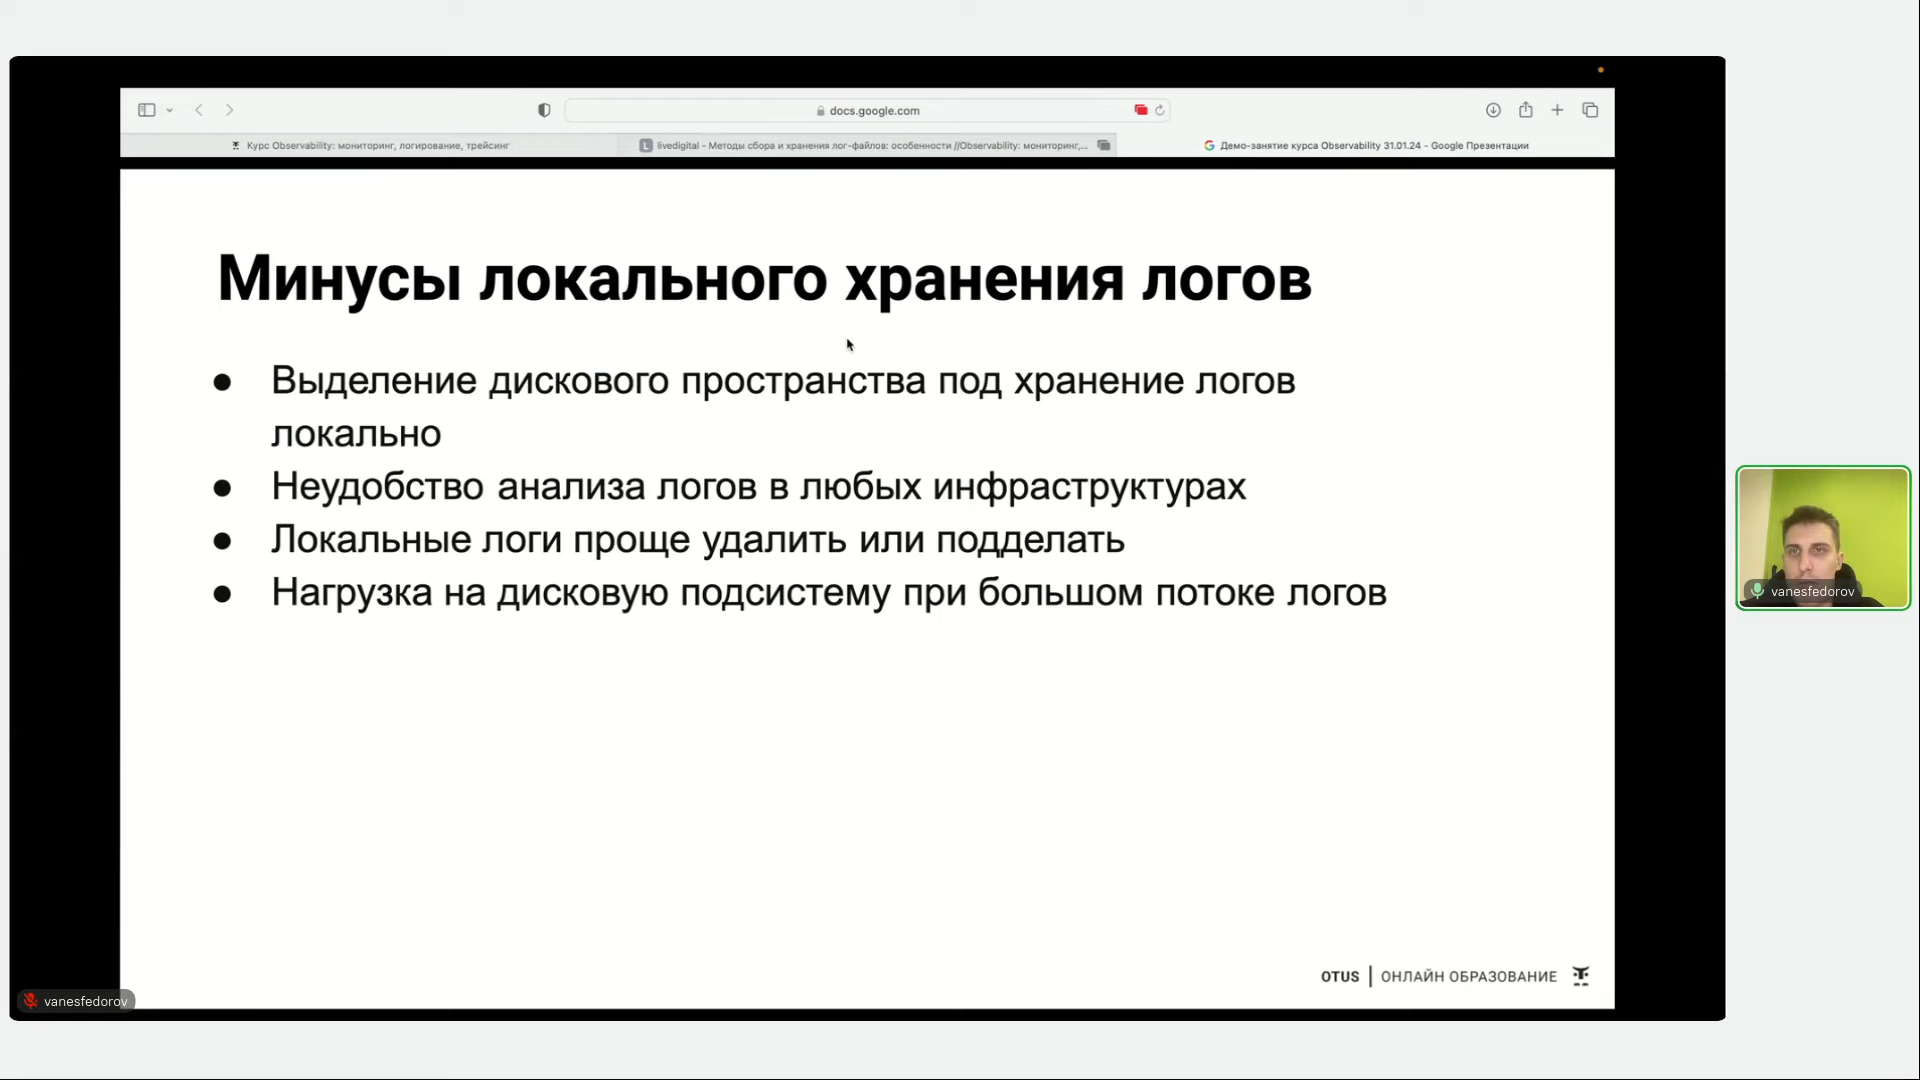 docs.google.com
Курс Observability: мониторинг, логирование, трейсинг
L livedigital - Методы сбора и хранения лог-файлов: особенности //Observability: мониторинг,...
Демо-занятие курса Observability 31.01.24 - Google Презентации
Минусы локального хранения логов
● Выделение дискового пространства под хранение логов
локально
● Неудобство анализа логов в любых инфраструктурах
● Локальные логи проще удалить или подделать
● Нагрузка на дисковую подсистему при большом потоке логов
vanesfedorov
OTUS | ОНЛАЙН ОБРАЗОВАНИЕ
vanesfedorov